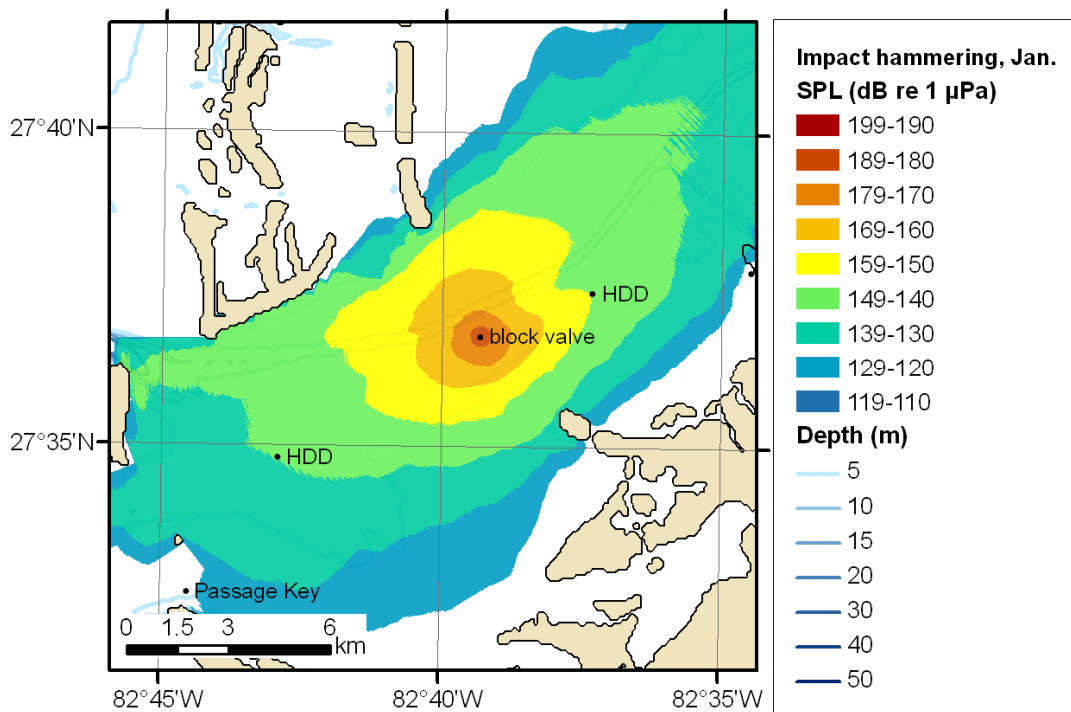 27°40'N
27°35'N
HDD
block valve
HDD
Passage Key
0 1.5 3 6
km
82°45'W 82°40'W 82°35'W
Impact hammering, Jan.
SPL (dB re 1 µPa)
199-190
189-180
179-170
169-160
159-150
149-140
139-130
129-120
119-110
Depth (m)
5
10
15
20
30
40
50